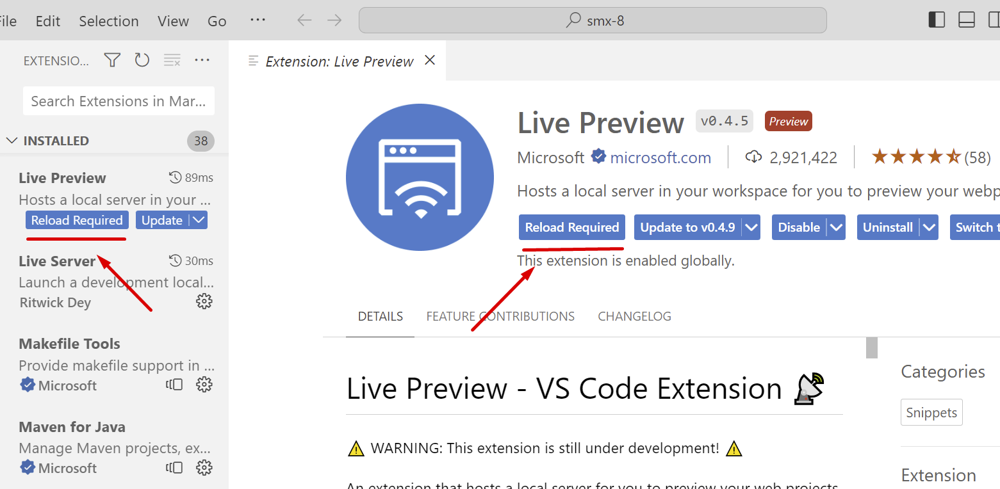 File Edit Selection View Go ··· smx-8
EXTENSIO...
Search Extensions in Mar...
INSTALLED 38
Live Preview 89ms
Hosts a local server in your ...
Reload Required Update
Live Server 30ms
Launch a development local...
Ritwick Dey
Makefile Tools
Provide makefile support in ...
Microsoft
Maven for Java
Manage Maven projects, ex...
Microsoft
Extension: Live Preview
Live Preview v0.4.5 Preview
Microsoft microsoft.com 2,921,422 (58)
Hosts a local server in your workspace for you to preview your webp
Reload Required Update to v0.4.9 Disable Uninstall Switch t
This extension is enabled globally.
DETAILS FEATURE CONTRIBUTIONS CHANGELOG
Live Preview - VS Code Extension
WARNING: This extension is still under development!
An extension that hosts a local server for you to preview your web projects
Categories
Snippets
Extension